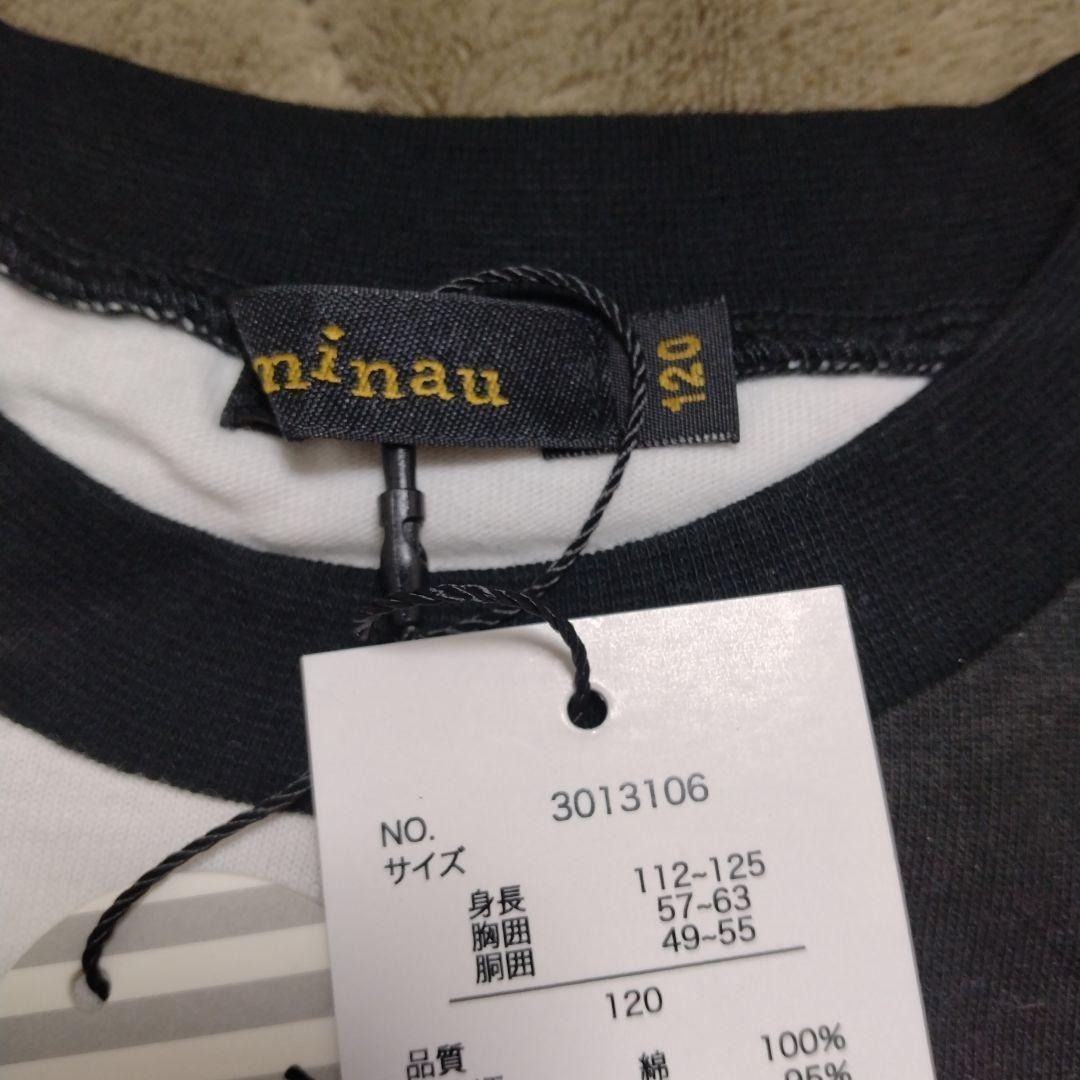 minau
120
NO. 3013106
サイズ
身長 112~125
胸囲 57~63
胴囲 49~55
120
品質 綿 100%
95%